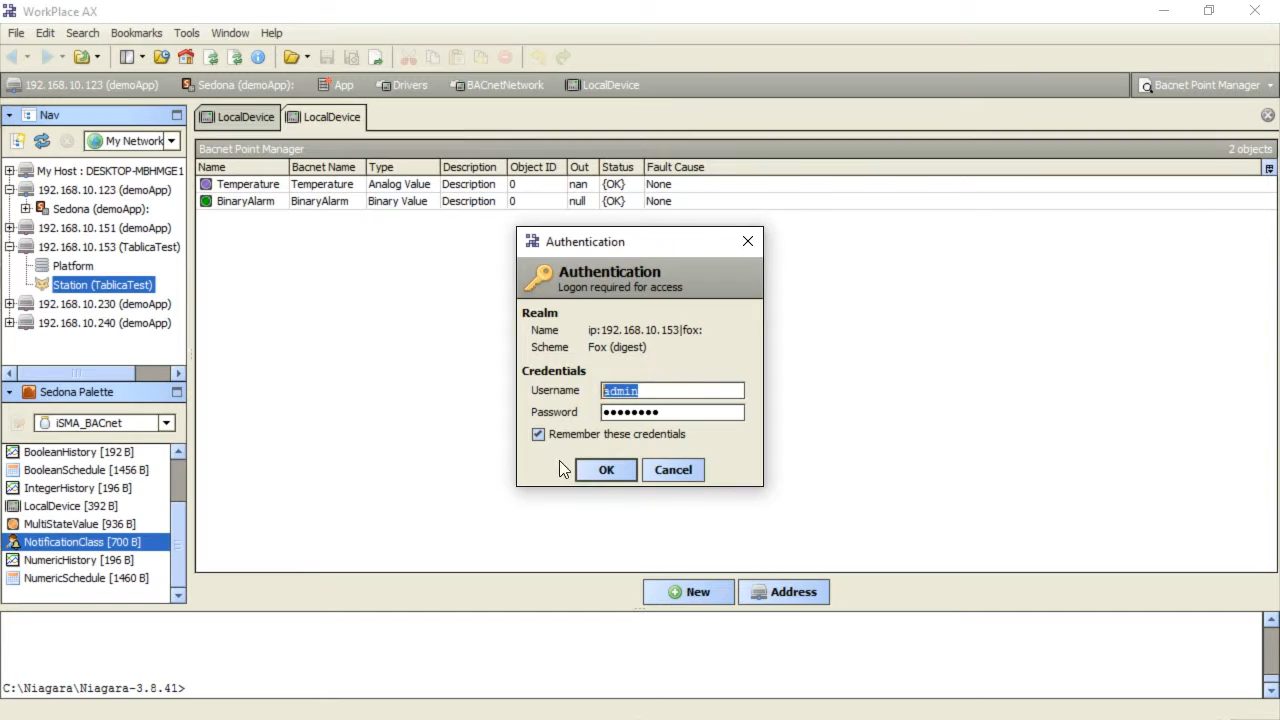 WorkPlace AX
File Edit Search Bookmarks Tools Window Help
192.168.10.123 (demoApp) Sedona (demoApp): App Drivers BACnetNetwork LocalDevice Bacnet Point Manager
Nav
My Network
My Host : DESKTOP-MBHMGE1
192.168.10.123 (demoApp)
Sedona (demoApp):
192.168.10.151 (demoApp)
192.168.10.153 (TablicaTest)
Platform
Station (TablicaTest)
192.168.10.230 (demoApp)
192.168.10.240 (demoApp)
Sedona Palette
iSMA_BACnet
BooleanHistory [192 B]
BooleanSchedule [1456 B]
IntegerHistory [196 B]
LocalDevice [392 B]
MultiStateValue [936 B]
NotificationClass [700 B]
NumericHistory [196 B]
NumericSchedule [1460 B]
LocalDevice LocalDevice
Bacnet Point Manager 2 objects
Name Bacnet Name Type Description Object ID Out Status Fault Cause
Temperature Temperature Analog Value Description 0 nan {OK} None
BinaryAlarm BinaryAlarm Binary Value Description 0 null {OK} None
Authentication
Authentication
Logon required for access
Realm
Name ip:192.168.10.153|fox:
Scheme Fox (digest)
Credentials
Username admin
Password ●●●●●●●●
Remember these credentials
OK Cancel
New Address
C:\Niagara\Niagara-3.8.41>